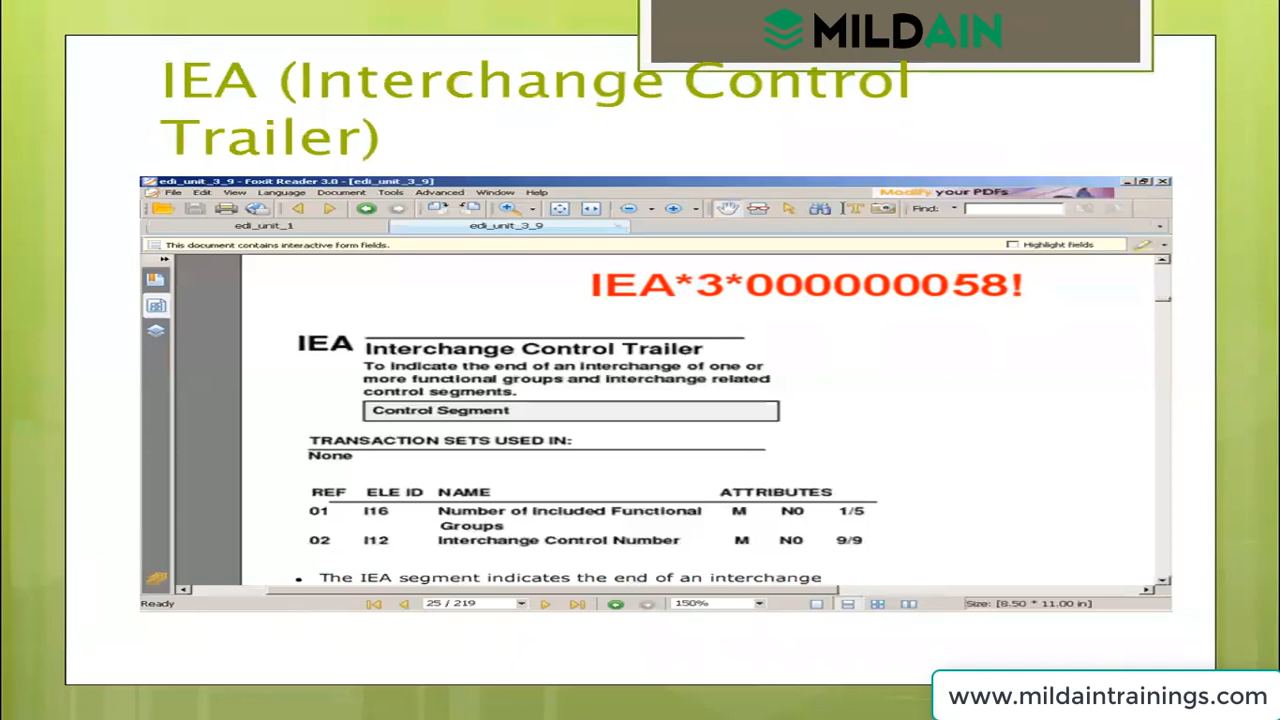 MILDAIN
IEA (Interchange Control
Trailer)
edi_unit_3_9 - Foxit Reader 3.0 - [edi_unit_3_9]
File Edit View Language Document Tools Advanced Window Help
Modify your PDFs
Find:
edi_unit_1 edi_unit_3_9
This document contains interactive form fields. Highlight fields
IEA*3*000000058!
IEA Interchange Control Trailer
To indicate the end of an interchange of one or
more functional groups and interchange related
control segments.
Control Segment
TRANSACTION SETS USED IN:
None
REF ELE ID NAME ATTRIBUTES
01 I16 Number of Included Functional M N0 1/5
Groups
02 I12 Interchange Control Number M N0 9/9
• The IEA segment indicates the end of an interchange
Ready 25 / 219 150% Size: [8.50 * 11.00 in]
www.mildaintrainings.com